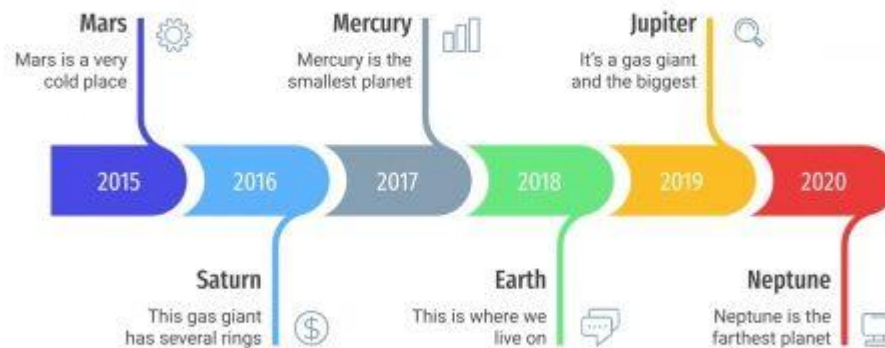 Mars
Mars is a very
cold place
Mercury
Mercury is the
smallest planet
Jupiter
It's a gas giant
and the biggest
2015
2016
2017
2018
2019
2020
Saturn
This gas giant
has several rings
$
Earth
This is where we
live on
Neptune
Neptune is the
farthest planet